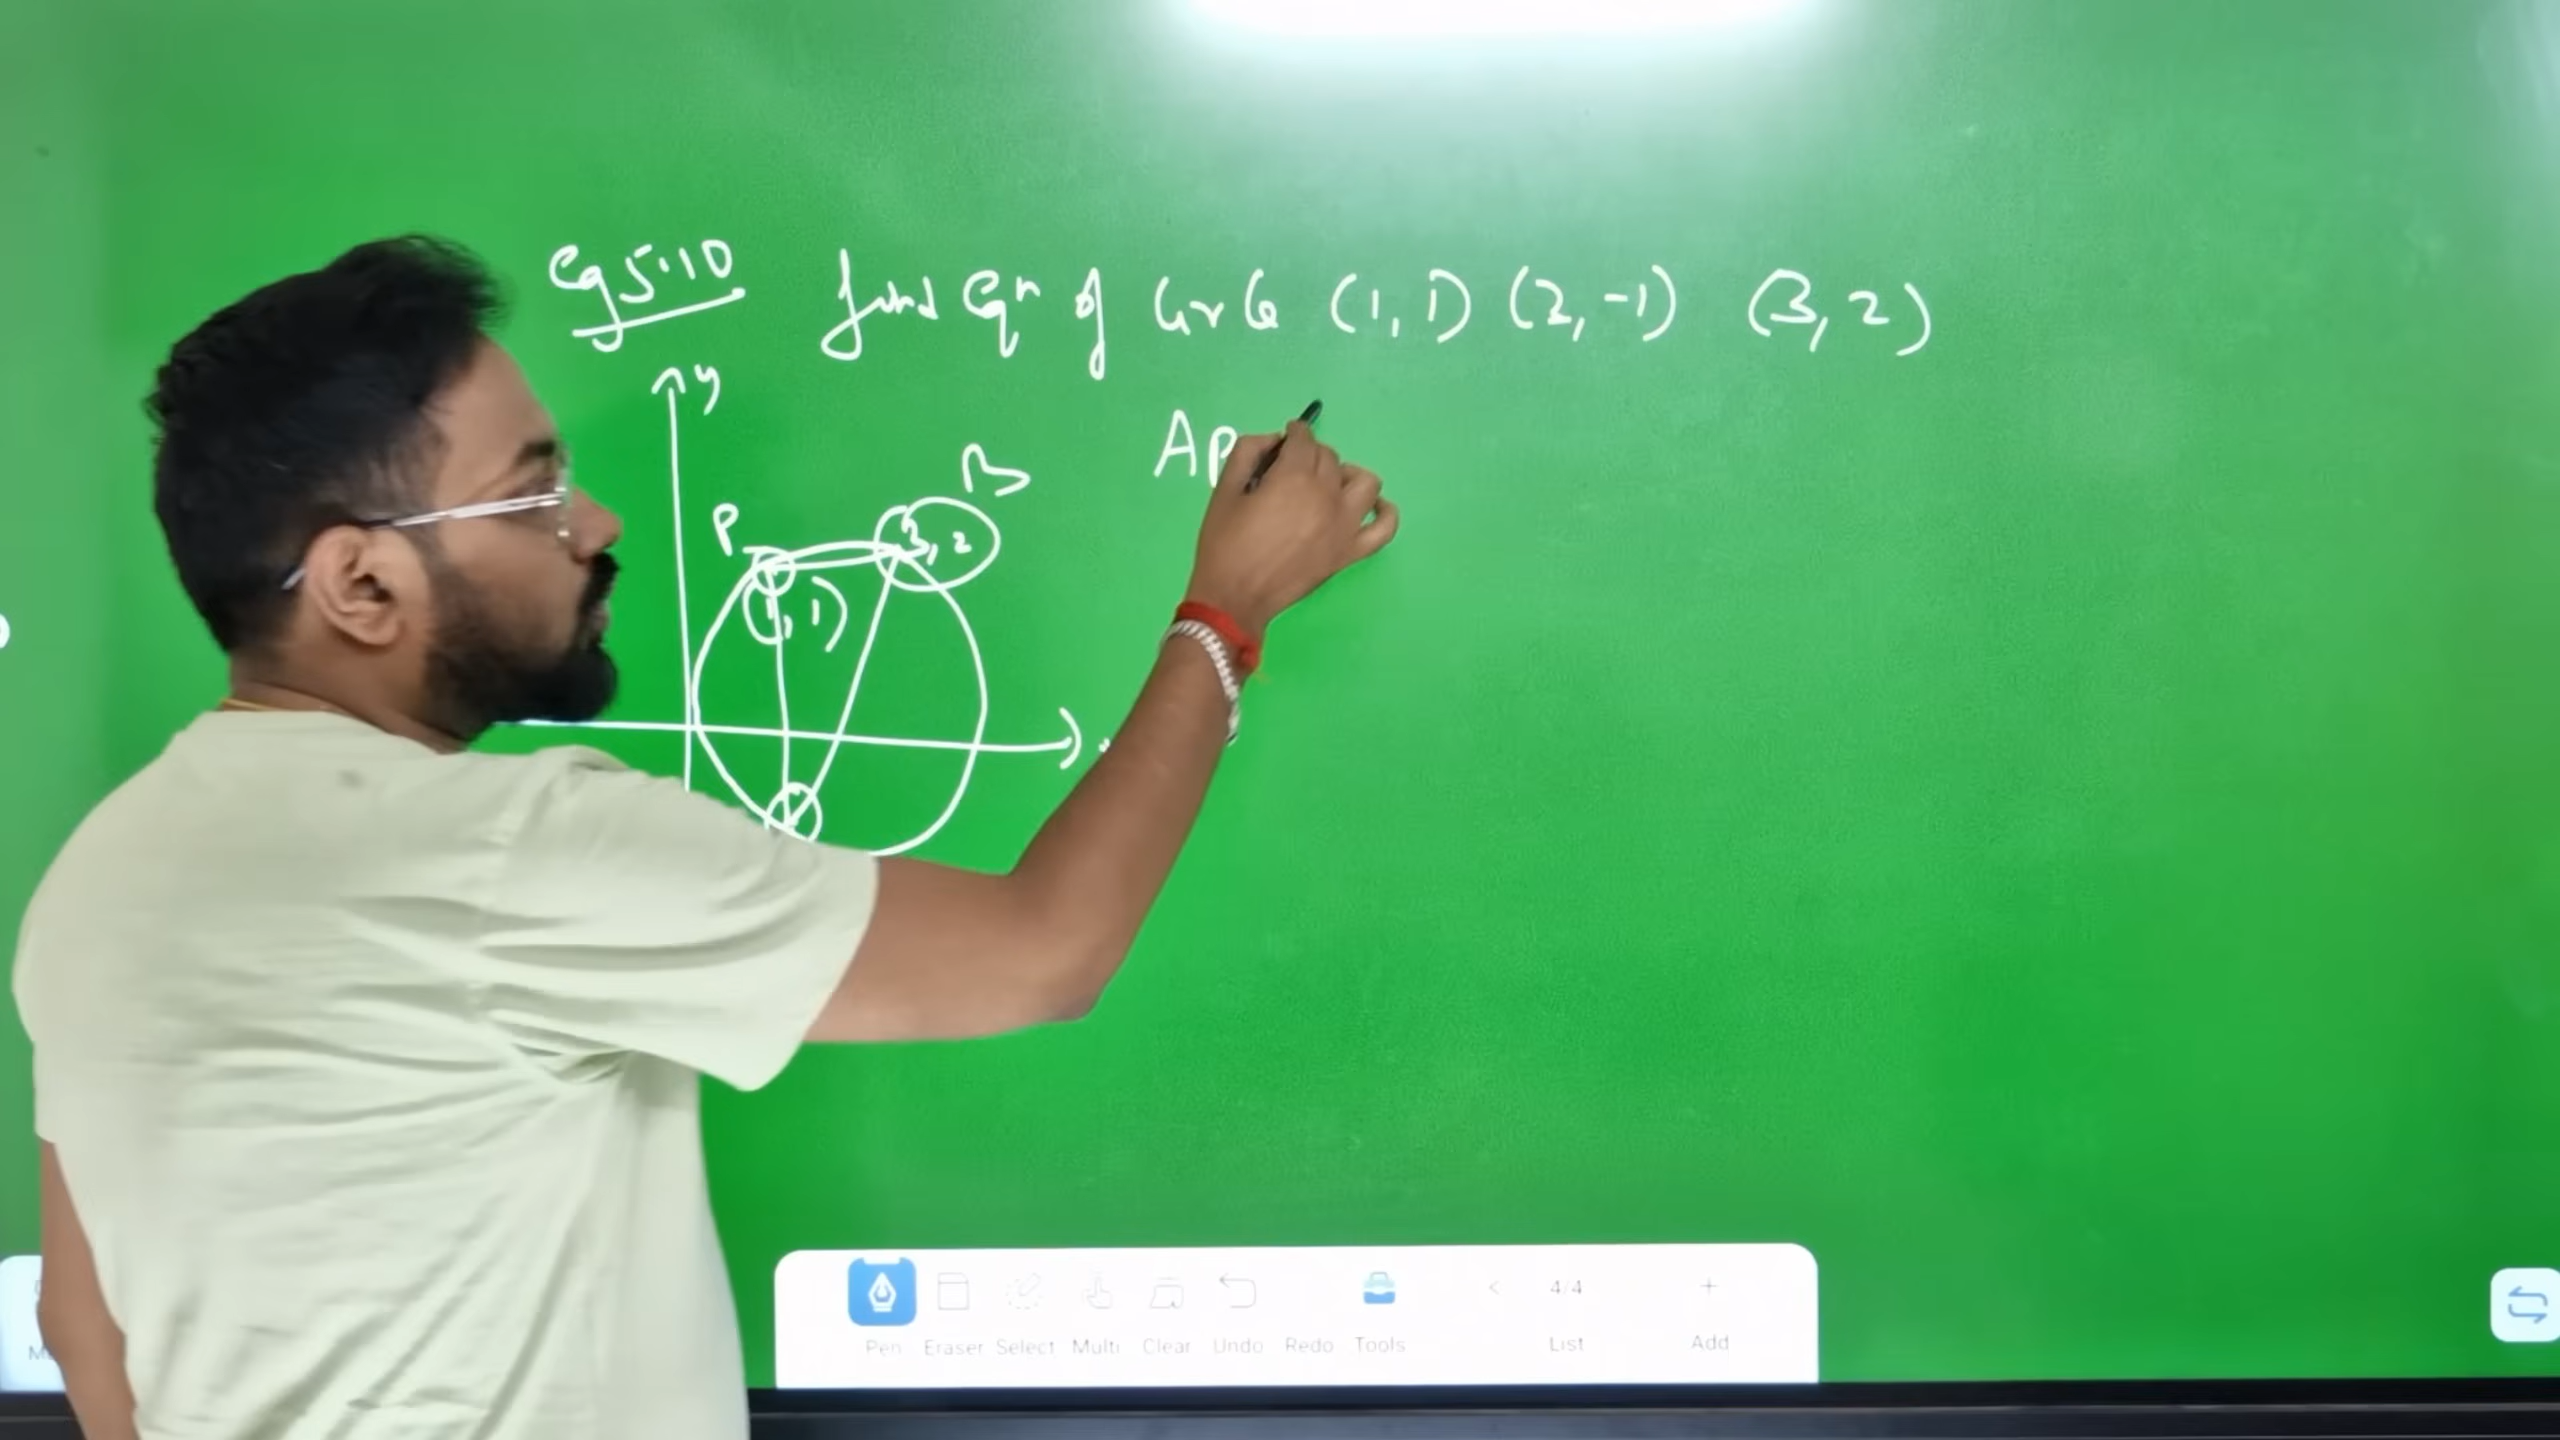 Eg 5.10 find Eqn of Circle (1,1) (2,-1) (3,2)
y
B
P
3, 2
(1, 1)
Ap
Pen Eraser Select Multi Clear Undo Redo Tools < 4/4 +
List Add